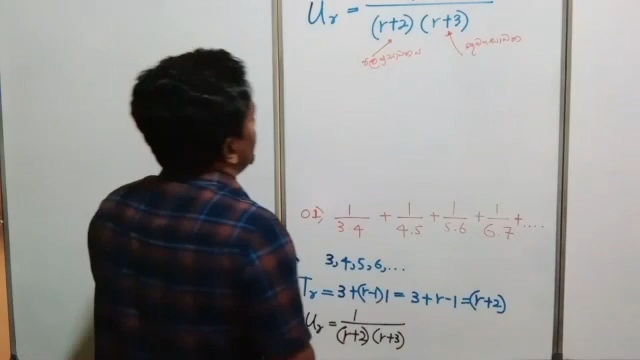 Uᵣ =
(r+2) (r+3)
01) 1/3.4 + 1/4.5 + 1/5.6 + 1/6.7 + ....
3,4,5,6,...
Tᵣ = 3+(r-1)1 = 3+r-1 = (r+2)
Uᵣ = 1/(r+2)(r+3)